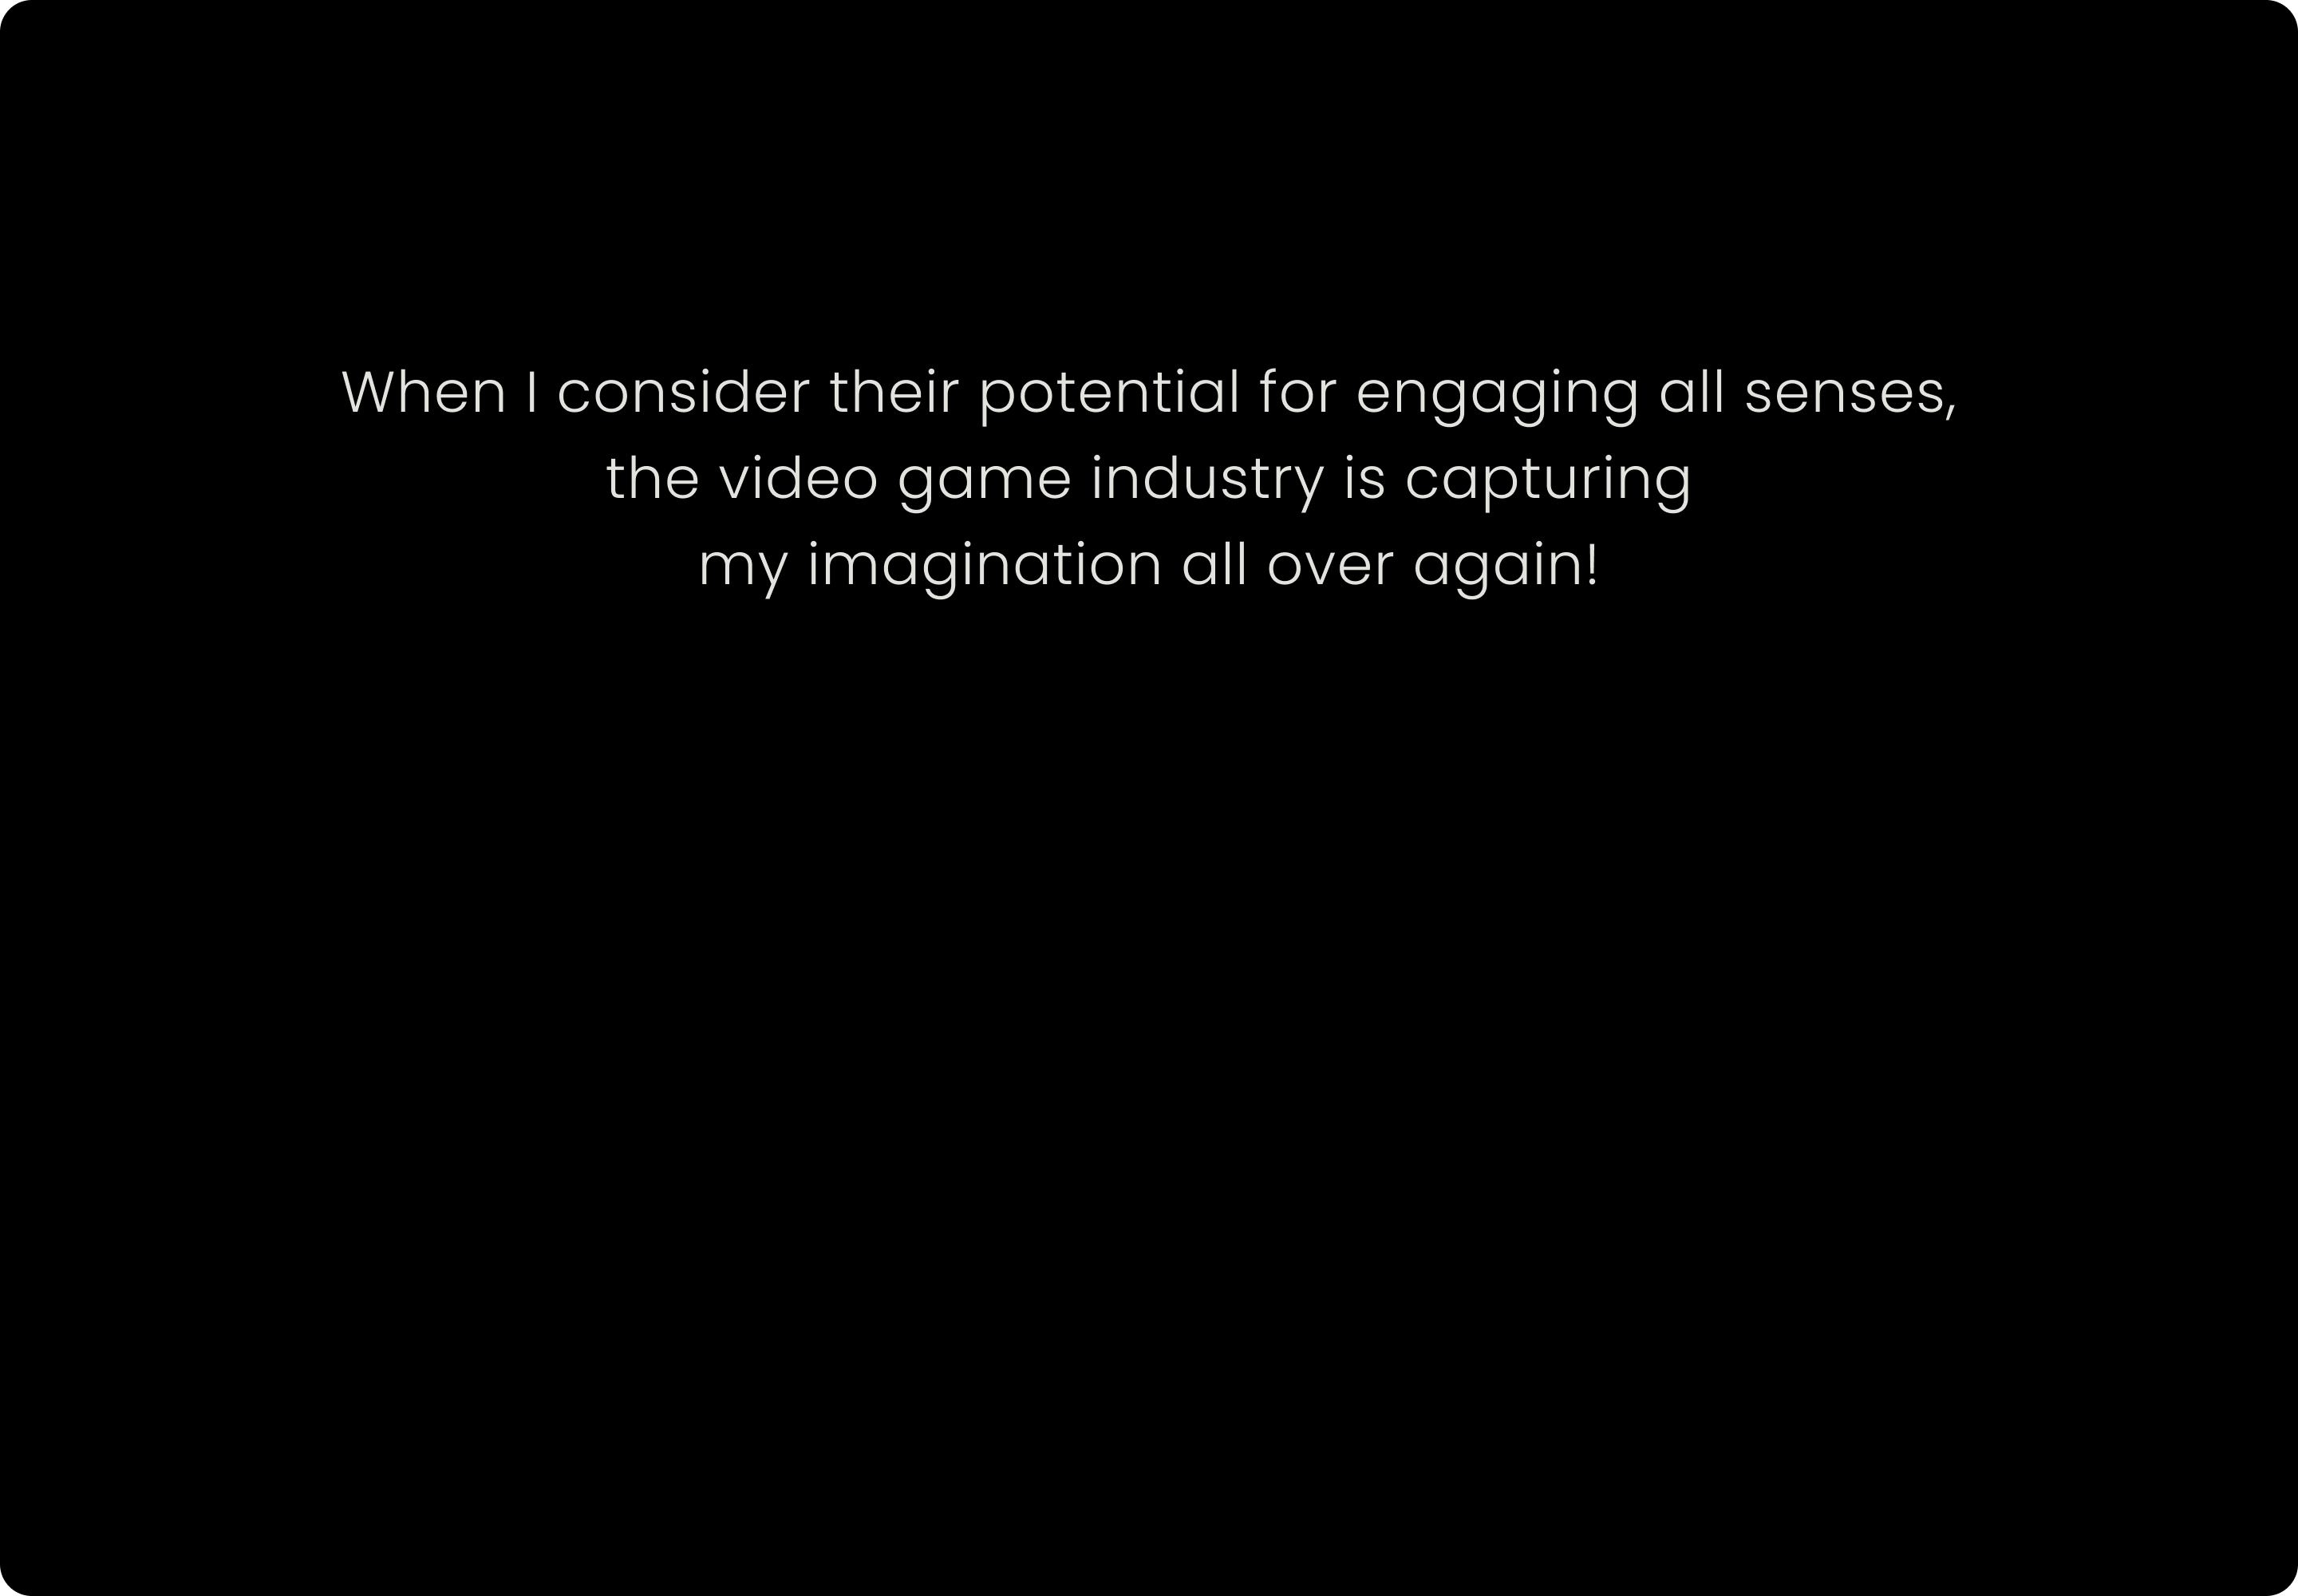 When I consider their potential for engaging all senses,
the video game industry is capturing
my imagination all over again!